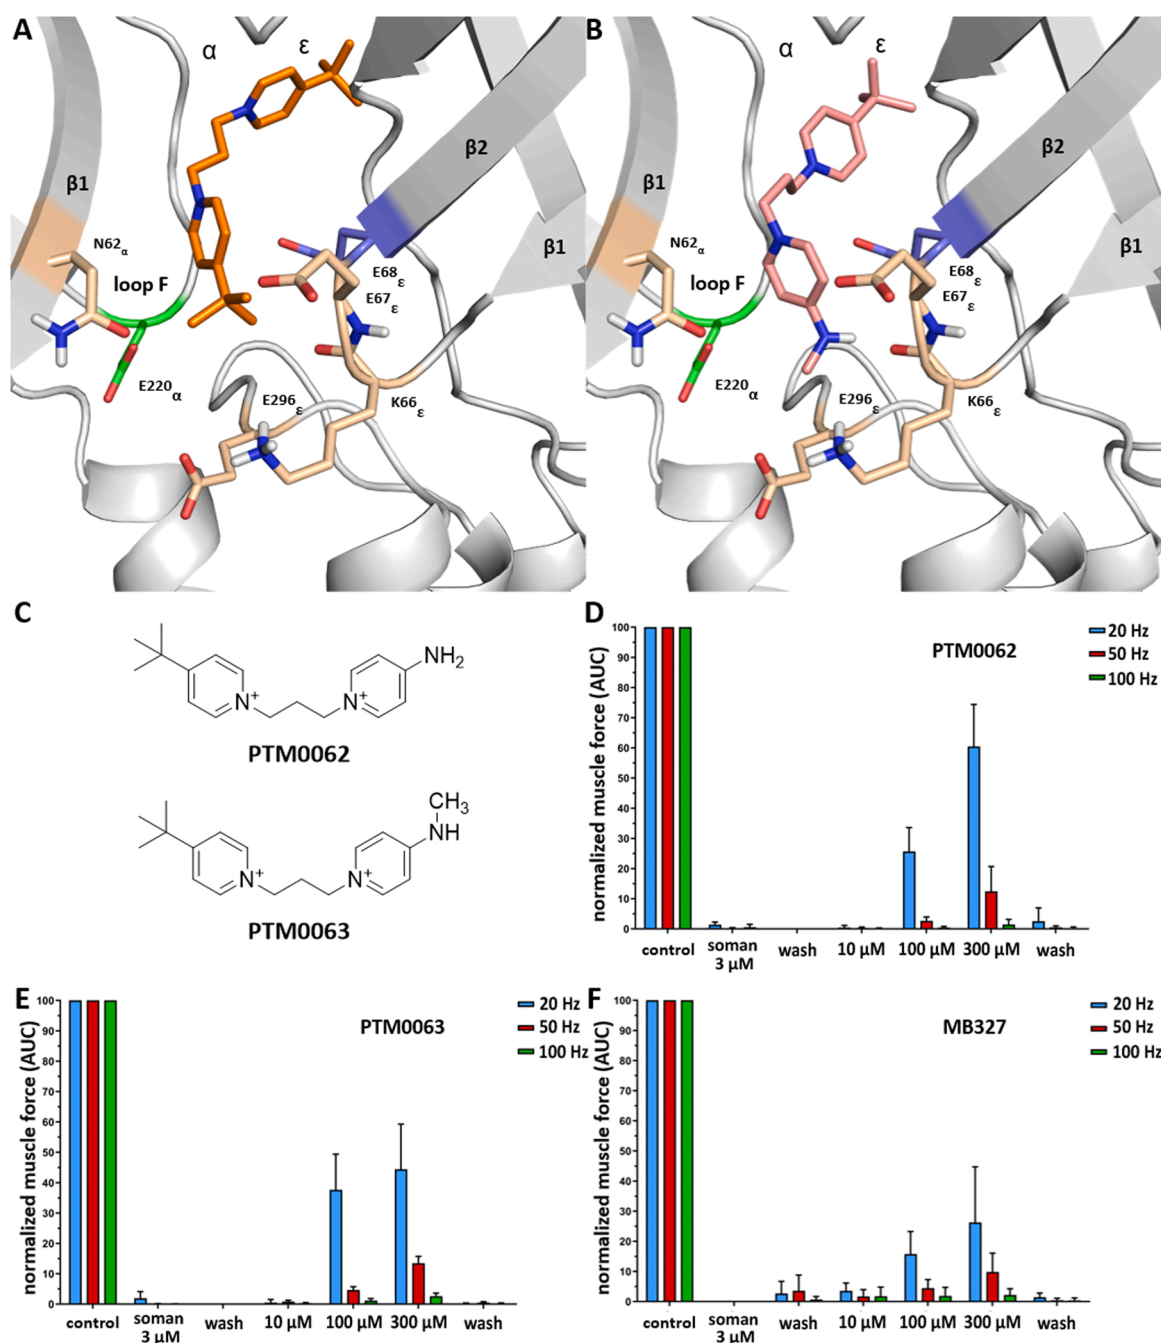 A
α
ε
β2
β1
β1
N62α
loop F
E68ε
E67ε
E220α
E296ε
K66ε
B
α
ε
β2
β1
β1
N62α
loop F
E68ε
E67ε
E220α
E296ε
K66ε
C
NH2
N+
N+
PTM0062
CH3
NH
N+
N+
PTM0063
D
PTM0062
20 Hz
50 Hz
100 Hz
normalized muscle force (AUC)
100
90
80
70
60
50
40
30
20
10
0
control
soman
3 μM
wash
10 μM
100 μM
300 μM
wash
E
PTM0063
20 Hz
50 Hz
100 Hz
normalized muscle force (AUC)
100
90
80
70
60
50
40
30
20
10
0
control
soman
3 μM
wash
10 μM
100 μM
300 μM
wash
F
MB327
20 Hz
50 Hz
100 Hz
normalized muscle force (AUC)
100
90
80
70
60
50
40
30
20
10
0
control
soman
3 μM
wash
10 μM
100 μM
300 μM
wash